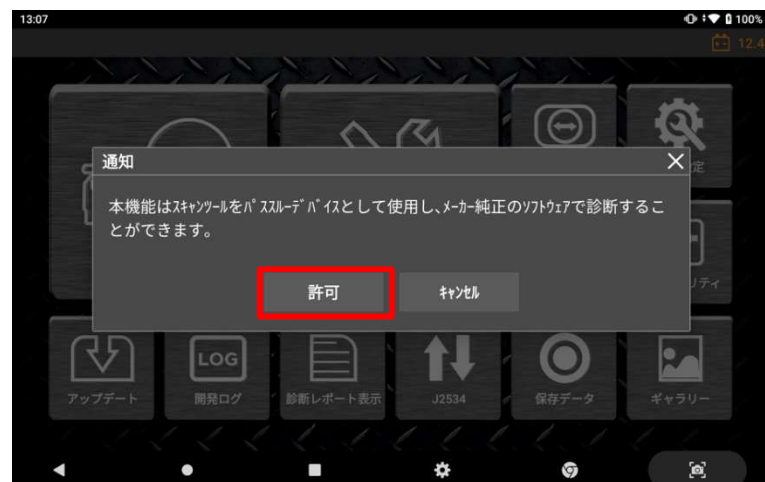 13:07
100%
12.4
通知
定
本機能はｽｷｬﾝﾂｰﾙをﾊﾟｽｽﾙｰﾃﾞﾊﾞｲｽとして使用し､ﾒｰｶｰ純正のｿﾌﾄｳｪｱで診断するこ
とができます。
許可
ｷｬﾝｾﾙ
リティ
LOG
アップデート
開発ログ
診断レポート表示
J2534
保存データ
ギャラリー